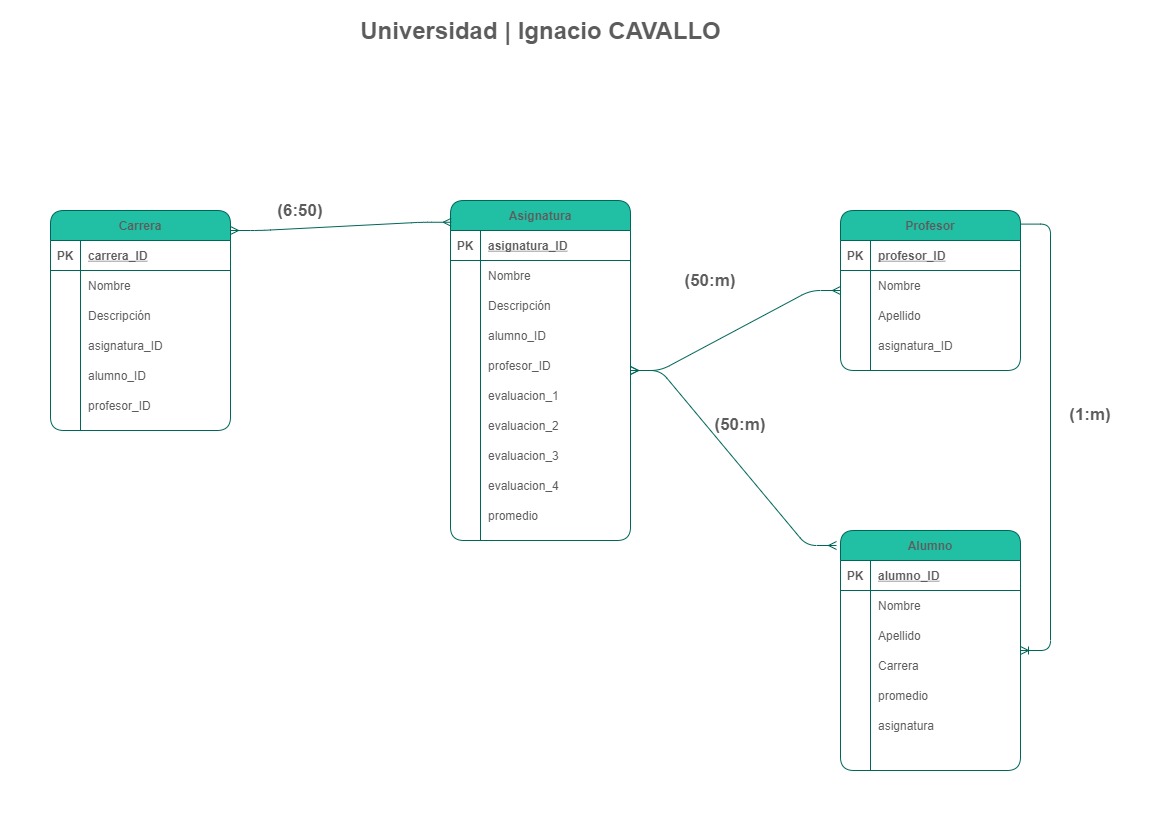 Universidad | Ignacio CAVALLO
(6:50)
Carrera
PK carrera_ID
Nombre
Descripción
asignatura_ID
alumno_ID
profesor_ID
Asignatura
PK asignatura_ID
Nombre
Descripción
alumno_ID
profesor_ID
evaluacion_1
evaluacion_2
evaluacion_3
evaluacion_4
promedio
(50:m)
(50:m)
Profesor
PK profesor_ID
Nombre
Apellido
asignatura_ID
(1:m)
Alumno
PK alumno_ID
Nombre
Apellido
Carrera
promedio
asignatura